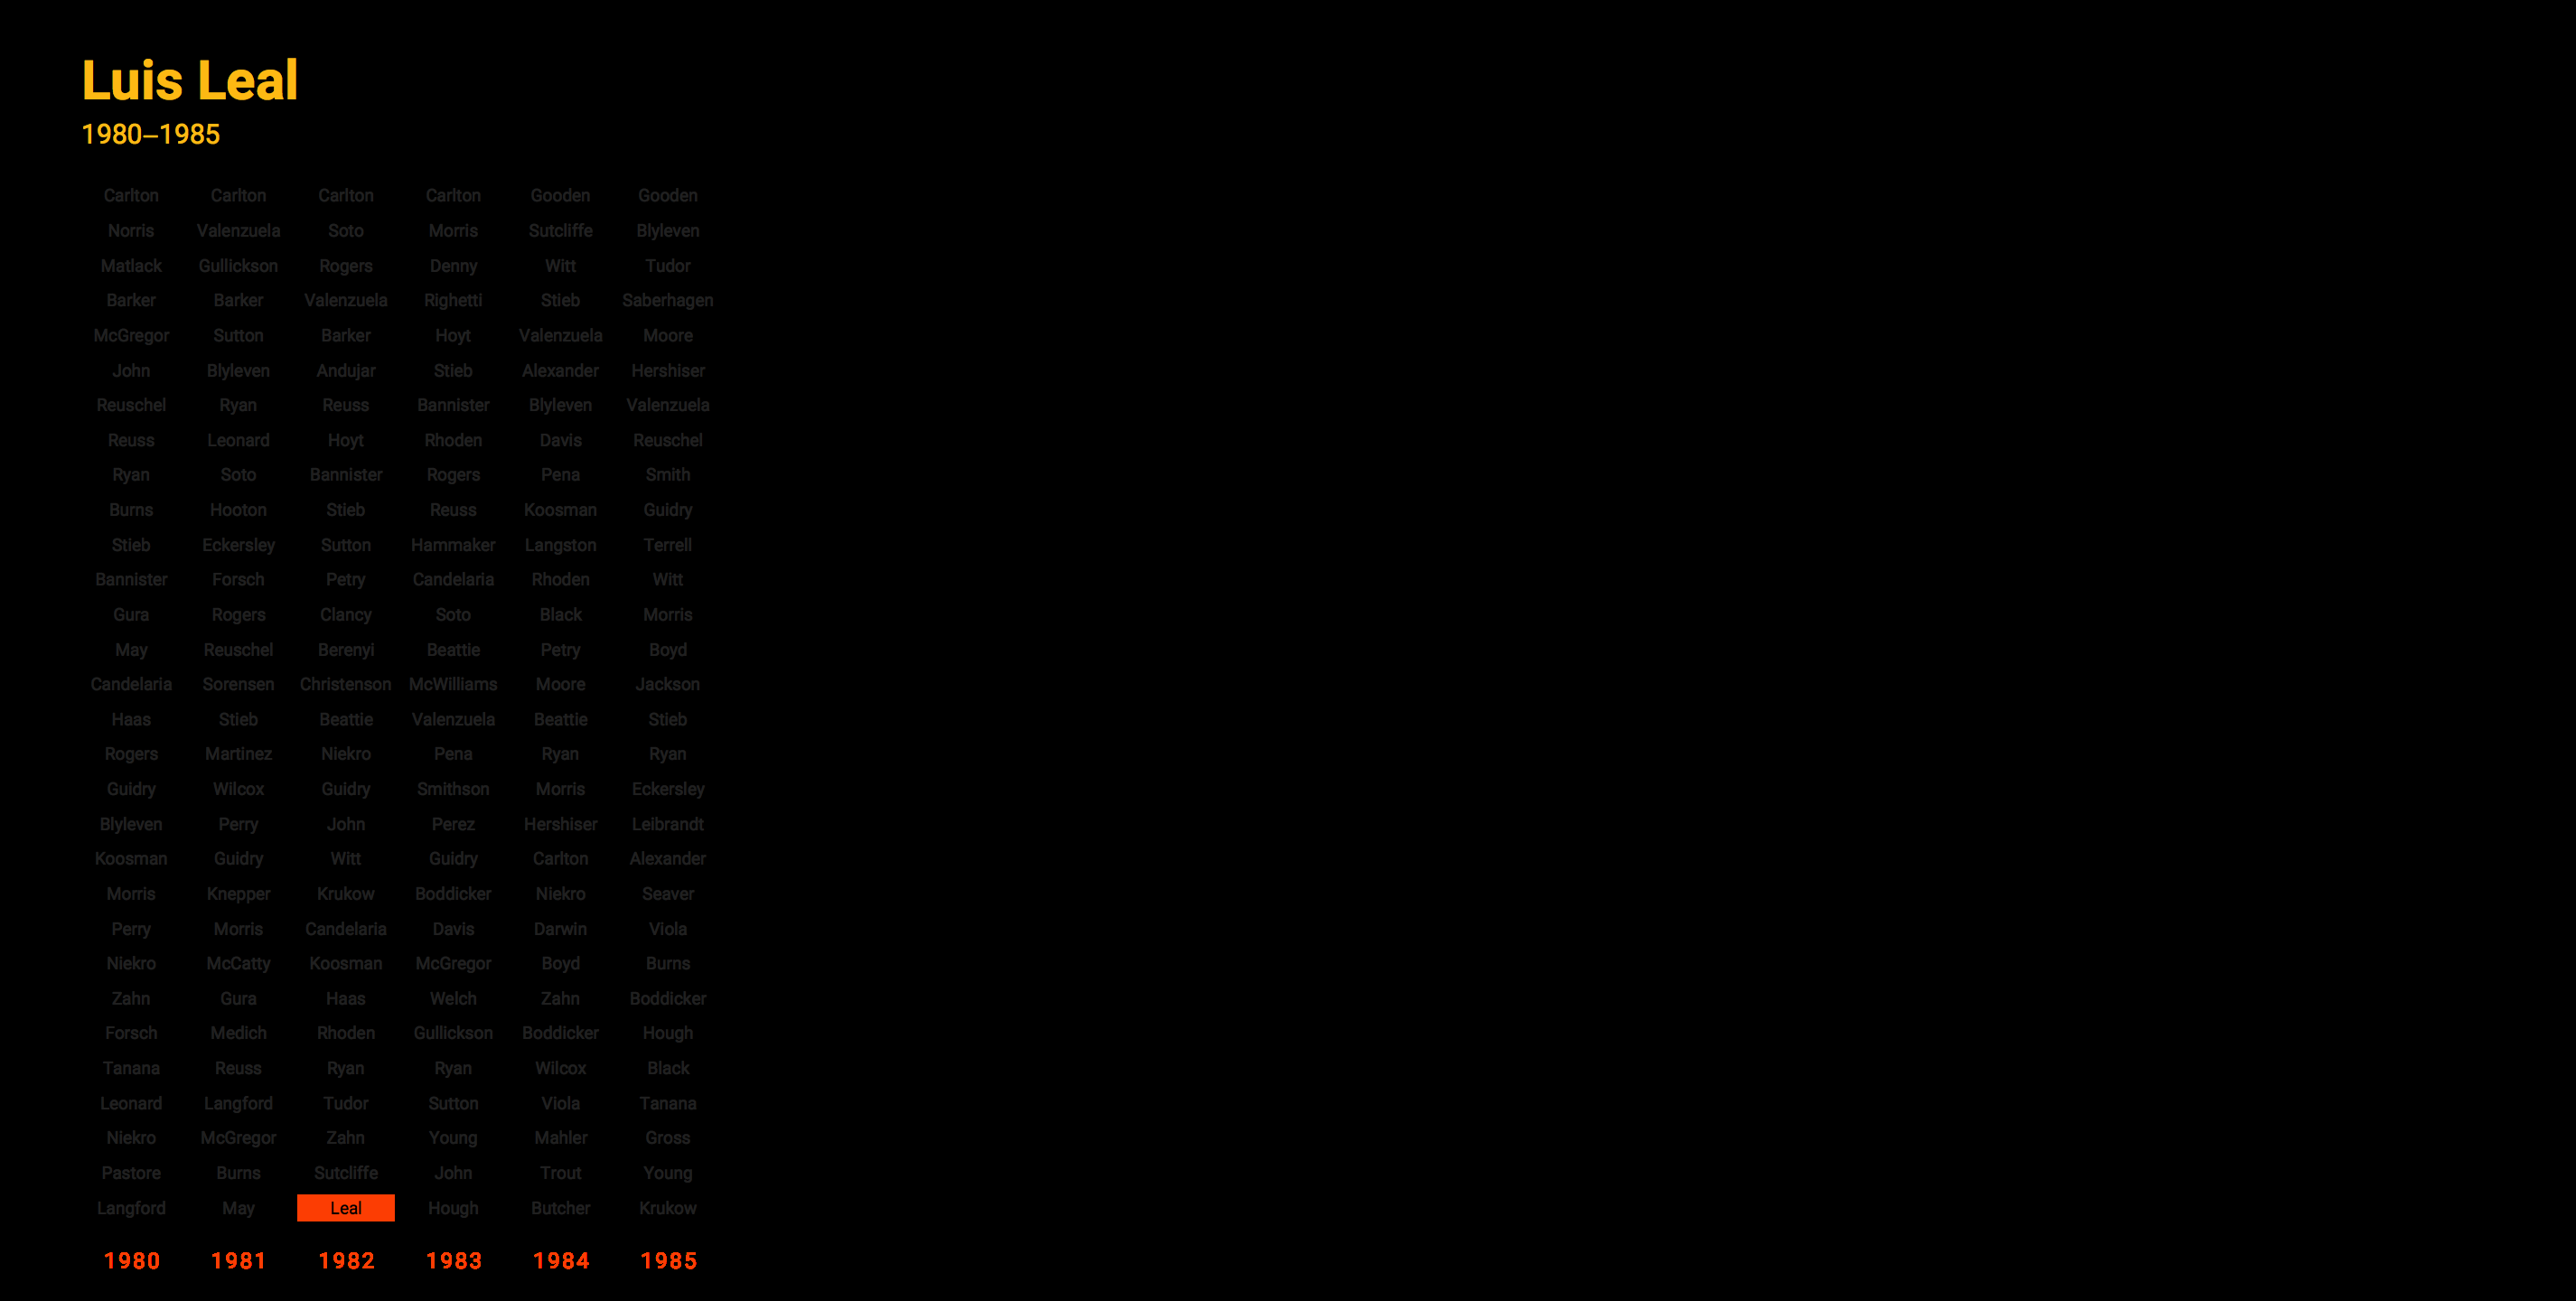 Luis Leal
1980–1985
Carlton Carlton Carlton Carlton Gooden Gooden
Norris Valenzuela Soto Morris Sutcliffe Blyleven
Matlack Gullickson Rogers Denny Witt Tudor
Barker Barker Valenzuela Righetti Stieb Saberhagen
McGregor Sutton Barker Hoyt Valenzuela Moore
John Blyleven Andujar Stieb Alexander Hershiser
Reuschel Ryan Reuss Bannister Blyleven Valenzuela
Reuss Leonard Hoyt Rhoden Davis Reuschel
Ryan Soto Bannister Rogers Pena Smith
Burns Hooton Stieb Reuss Koosman Guidry
Stieb Eckersley Sutton Hammaker Langston Terrell
Bannister Forsch Petry Candelaria Rhoden Witt
Gura Rogers Clancy Soto Black Morris
May Reuschel Berenyi Beattie Petry Boyd
Candelaria Sorensen Christenson McWilliams Moore Jackson
Haas Stieb Beattie Valenzuela Beattie Stieb
Rogers Martinez Niekro Pena Ryan Ryan
Guidry Wilcox Guidry Smithson Morris Eckersley
Blyleven Perry John Perez Hershiser Leibrandt
Koosman Guidry Witt Guidry Carlton Alexander
Morris Knepper Krukow Boddicker Niekro Seaver
Perry Morris Candelaria Davis Darwin Viola
Niekro McCatty Koosman McGregor Boyd Burns
Zahn Gura Haas Welch Zahn Boddicker
Forsch Medich Rhoden Gullickson Boddicker Hough
Tanana Reuss Ryan Ryan Wilcox Black
Leonard Langford Tudor Sutton Viola Tanana
Niekro McGregor Zahn Young Mahler Gross
Pastore Burns Sutcliffe John Trout Young
Langford May Leal Hough Butcher Krukow
1980 1981 1982 1983 1984 1985